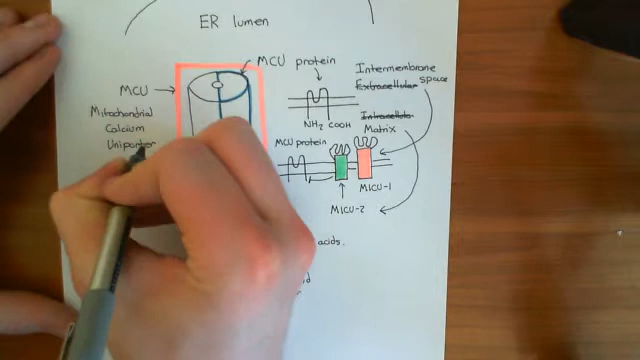 ER lumen
MCU protein
MCU
Mitochondrial
Calcium
Uniporter
Intermembrane
Extracellular space
NH2 COOH
Matrix
MCU protein
MICU-1
MICU-2
acids.